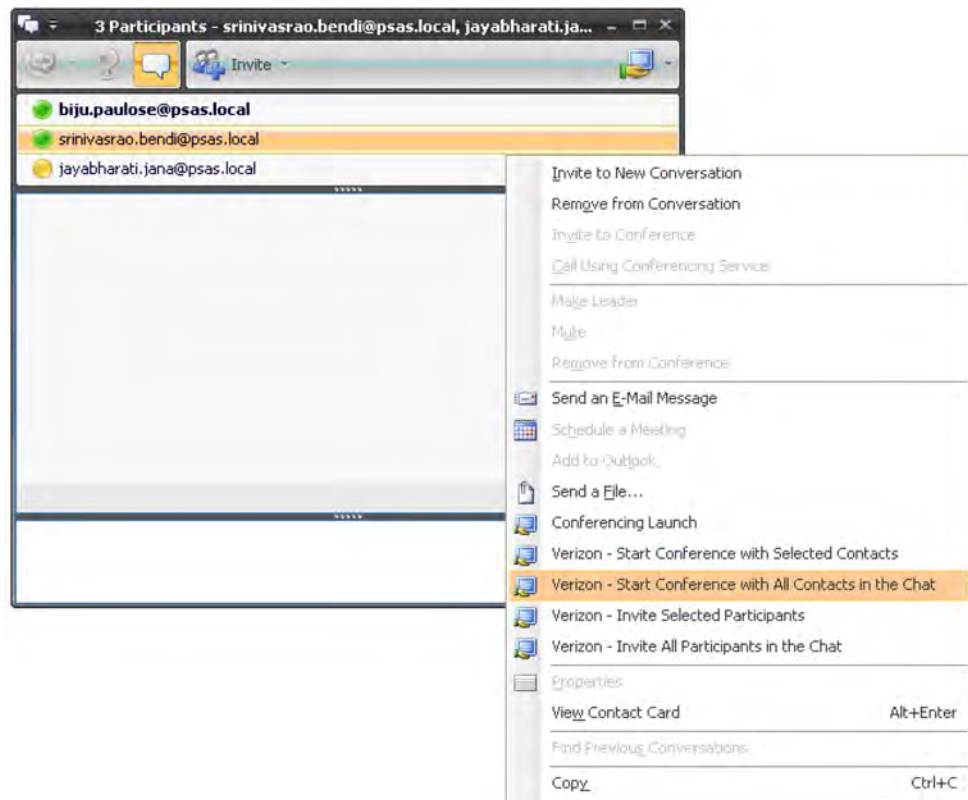 3 Participants - srinivasrao.bendi@psas.local, jayabharati.ja...
Invite
biju.paulose@psas.local
srinivasrao.bendi@psas.local
jayabharati.jana@psas.local
Invite to New Conversation
Remove from Conversation
Invite to Conference
Call Using Conferencing Service
Make Leader
Mute
Remove from Conference
Send an E-Mail Message
Schedule a Meeting
Add to Outlook
Send a File...
Conferencing Launch
Verizon - Start Conference with Selected Contacts
Verizon - Start Conference with All Contacts in the Chat
Verizon - Invite Selected Participants
Verizon - Invite All Participants in the Chat
Properties
View Contact Card Alt+Enter
Find Previous Conversations
Copy Ctrl+C